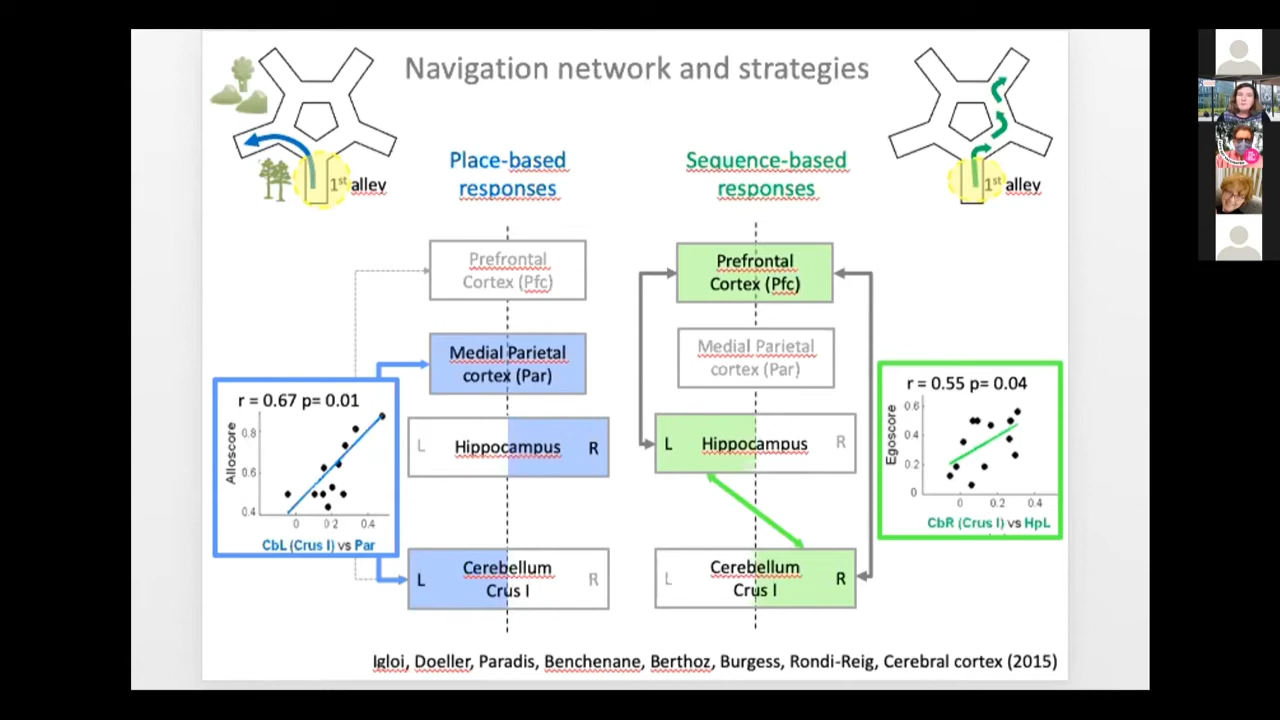 Navigation network and strategies
Place-based
responses
Sequence-based
responses
1st alley
1st alley
Prefrontal
Cortex (Pfc)
Medial Parietal
cortex (Par)
L Hippocampus R
L Cerebellum R
Crus I
Prefrontal
Cortex (Pfc)
Medial Parietal
cortex (Par)
L Hippocampus R
L Cerebellum R
Crus I
r = 0.67 p= 0.01
Alloscore
0.8
0.6
0.4
0 0.2 0.4
CbL (Crus I) vs Par
r = 0.55 p= 0.04
Egoscore
0.6
0.4
0.2
0
0 0.2 0.4
CbR (Crus I) vs HpL
Igloi, Doeller, Paradis, Benchenane, Berthoz, Burgess, Rondi-Reig, Cerebral cortex (2015)